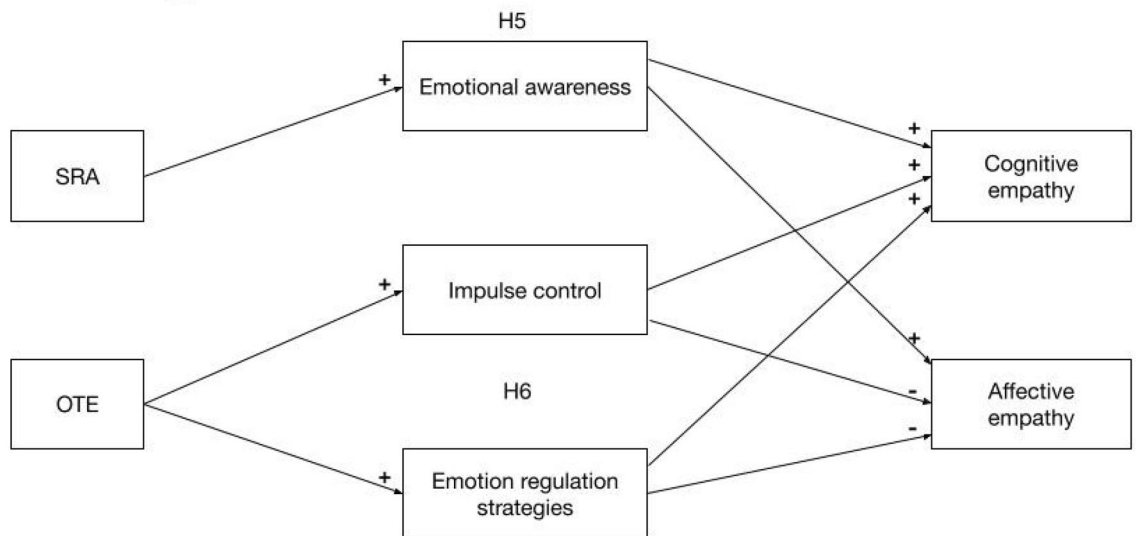 H5
+
Emotional awareness
SRA
+
+
+
Cognitive
empathy
+
Impulse control
OTE
H6
+
-
-
Affective
empathy
+
Emotion regulation
strategies